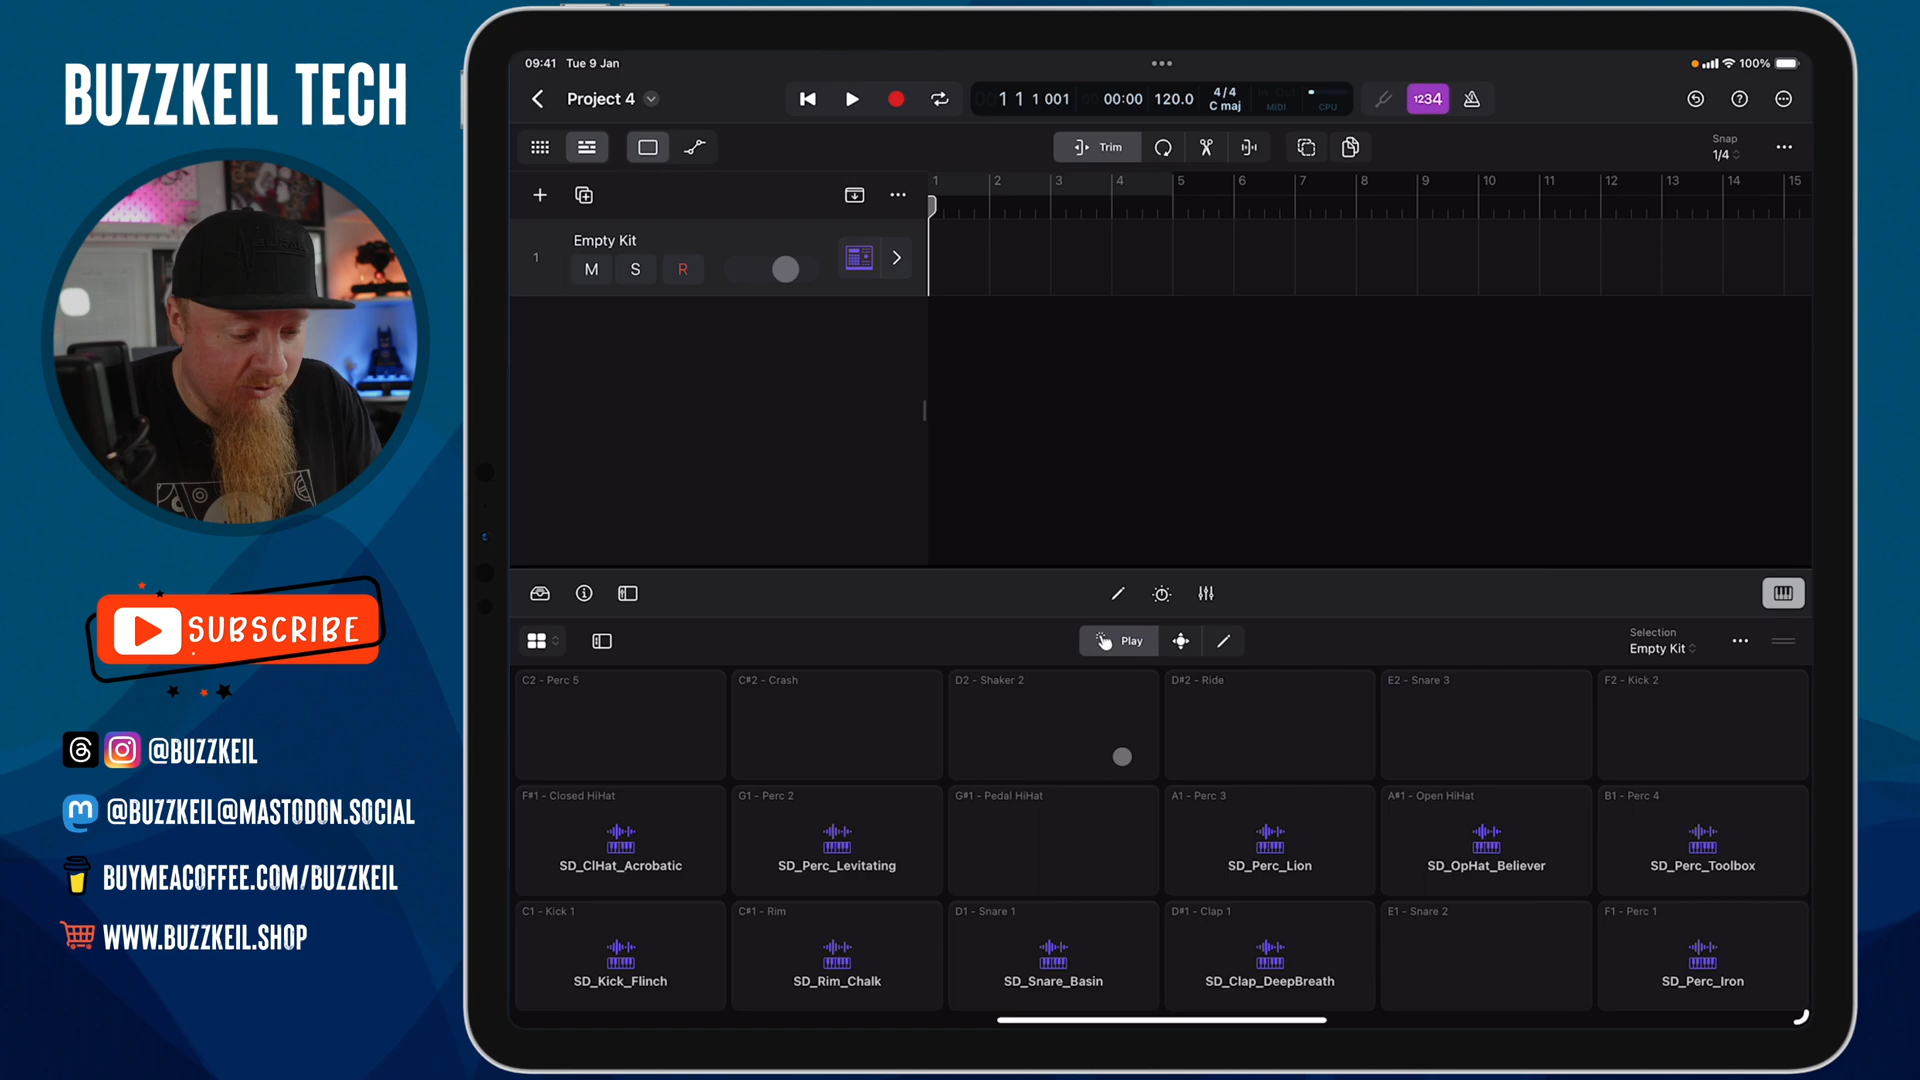 BUZZKEIL TECH
SUBSCRIBE
@BUZZKEIL
@BUZZKEIL@MASTODON.SOCIAL
BUYMEACOFFEE.COM/BUZZKEIL
WWW.BUZZKEIL.SHOP
09:41 Tue 9 Jan
100%
Project 4
1 1 1 001
00:00
120.0
4/4
C maj
In Out
MIDI
CPU
1234
Trim
Snap
1/4
1 2 3 4 5 6 7 8 9 10 11 12 13 14 15
1
Empty Kit
M S R
Play
Selection
Empty Kit
C2 - Perc 5
C#2 - Crash
D2 - Shaker 2
D#2 - Ride
E2 - Snare 3
F2 - Kick 2
F#1 - Closed HiHat
SD_ClHat_Acrobatic
G1 - Perc 2
SD_Perc_Levitating
G#1 - Pedal HiHat
A1 - Perc 3
SD_Perc_Lion
A#1 - Open HiHat
SD_OpHat_Believer
B1 - Perc 4
SD_Perc_Toolbox
C1 - Kick 1
SD_Kick_Flinch
C#1 - Rim
SD_Rim_Chalk
D1 - Snare 1
SD_Snare_Basin
D#1 - Clap 1
SD_Clap_DeepBreath
E1 - Snare 2
F1 - Perc 1
SD_Perc_Iron